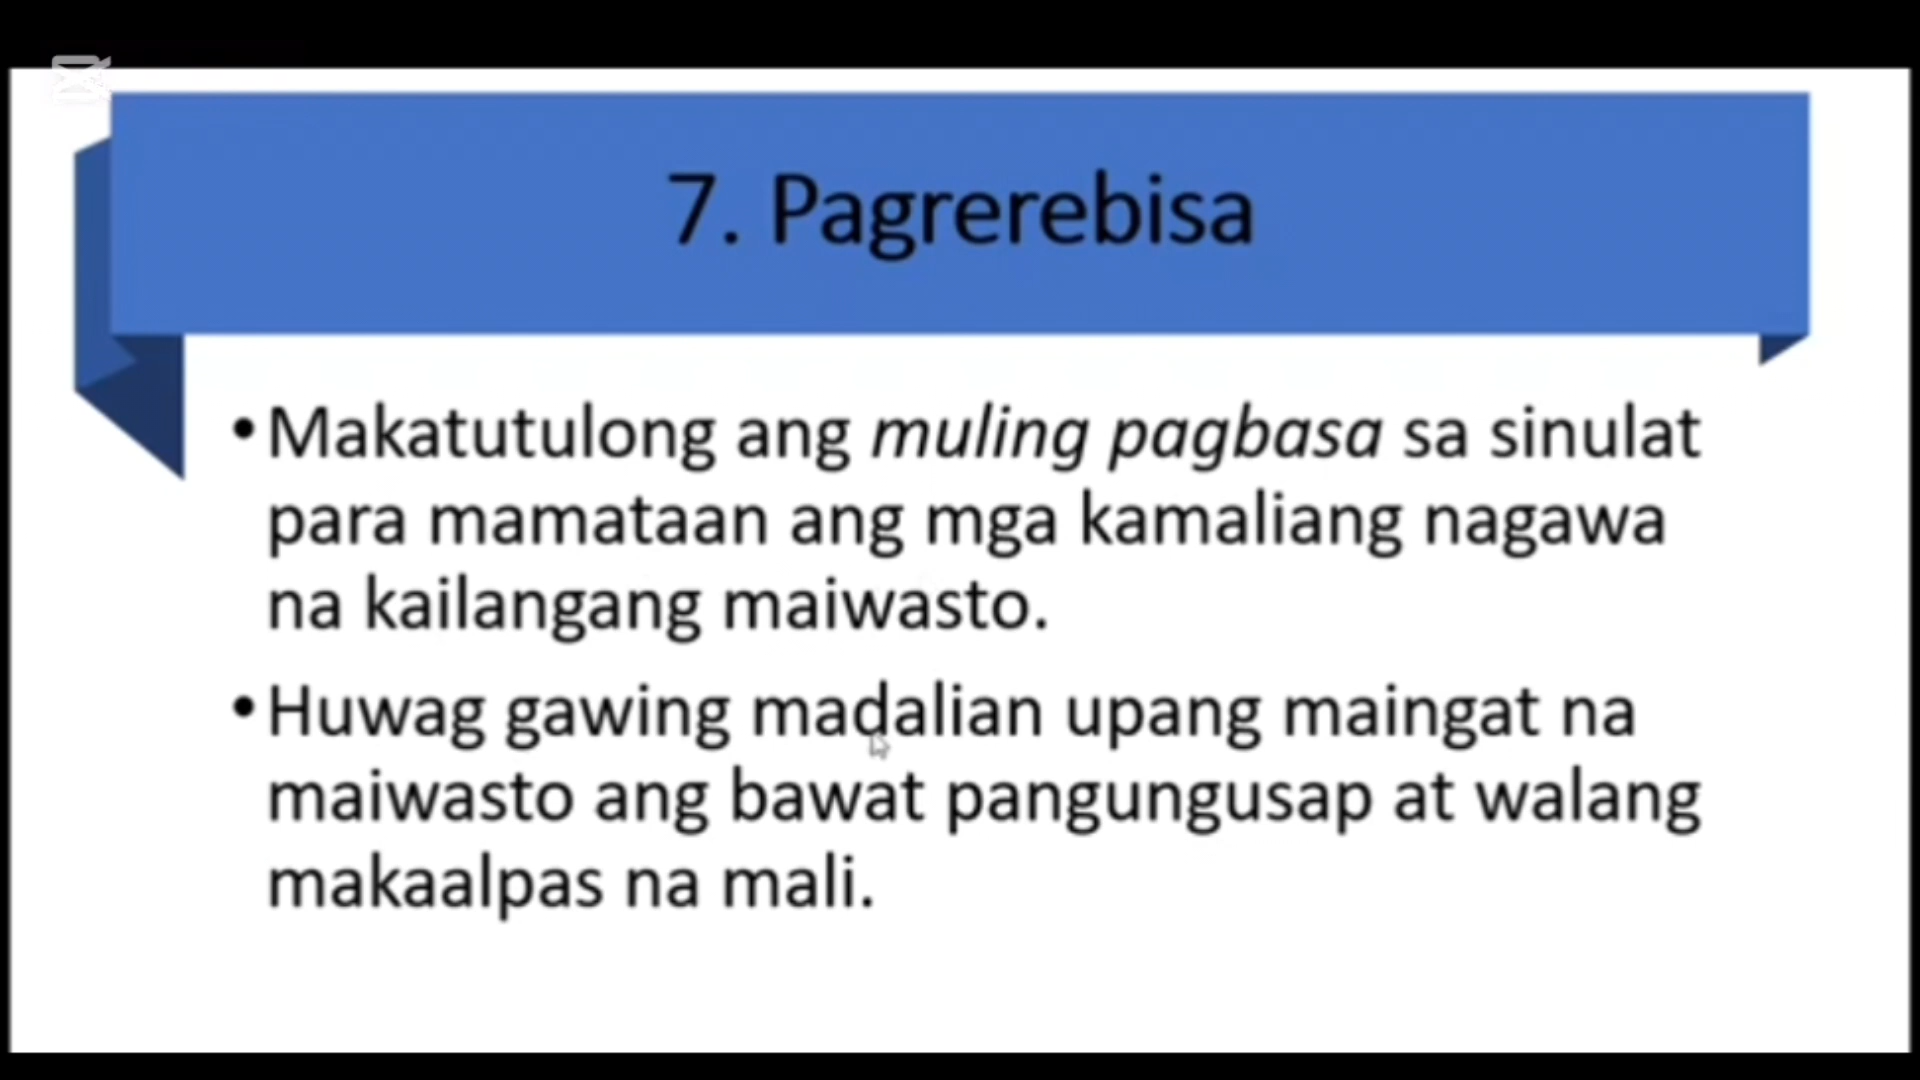 7. Pagrerebisa
•Makatutulong ang muling pagbasa sa sinulat
para mamataan ang mga kamaliang nagawa
na kailangang maiwasto.
•Huwag gawing madalian upang maingat na
maiwasto ang bawat pangungusap at walang
makaalpas na mali.